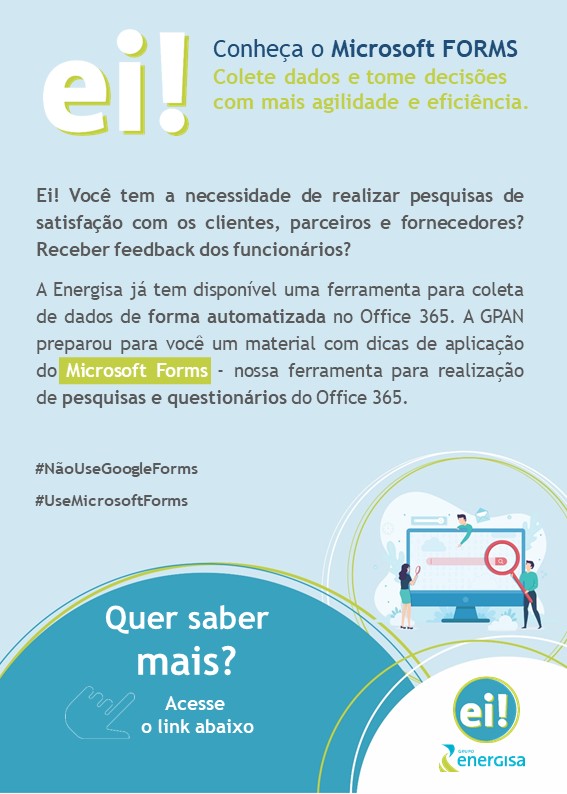 ei!
Conheça o Microsoft FORMS
Colete dados e tome decisões
com mais agilidade e eficiência.
Ei! Você tem a necessidade de realizar pesquisas de
satisfação com os clientes, parceiros e fornecedores?
Receber feedback dos funcionários?
A Energisa já tem disponível uma ferramenta para coleta
de dados de forma automatizada no Office 365. A GPAN
preparou para você um material com dicas de aplicação
do Microsoft Forms - nossa ferramenta para realização
de pesquisas e questionários do Office 365.
#NãoUseGoogleForms
#UseMicrosoftForms
Quer saber
mais?
Acesse
o link abaixo
ei!
GRUPO
energisa